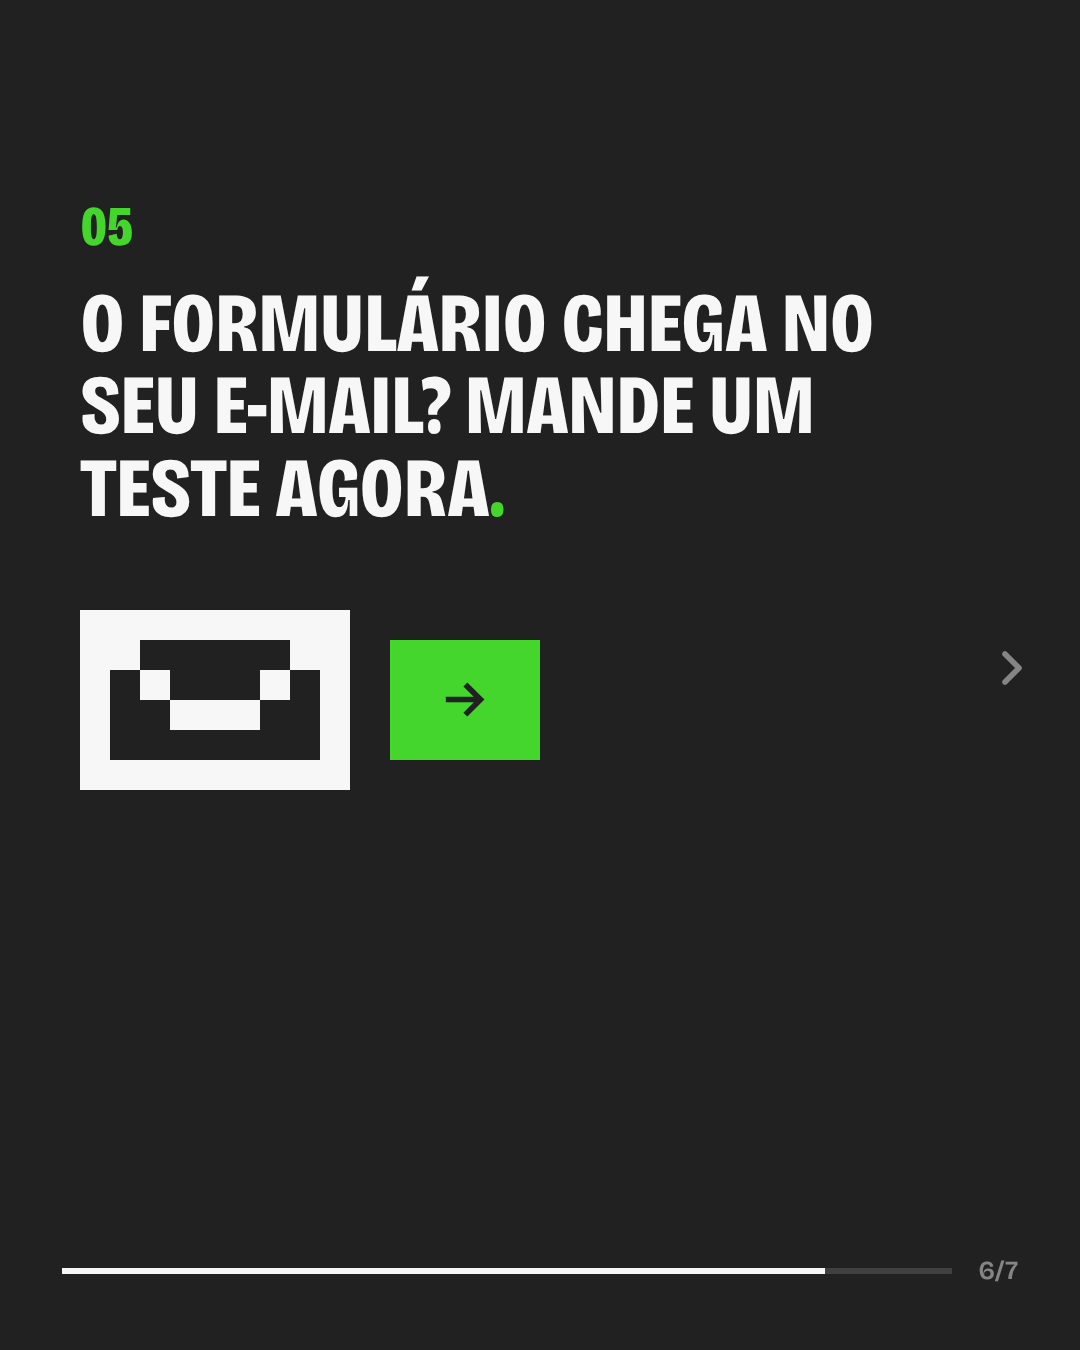 05
O FORMULÁRIO CHEGA NO
SEU E-MAIL? MANDE UM
TESTE AGORA.
6/7